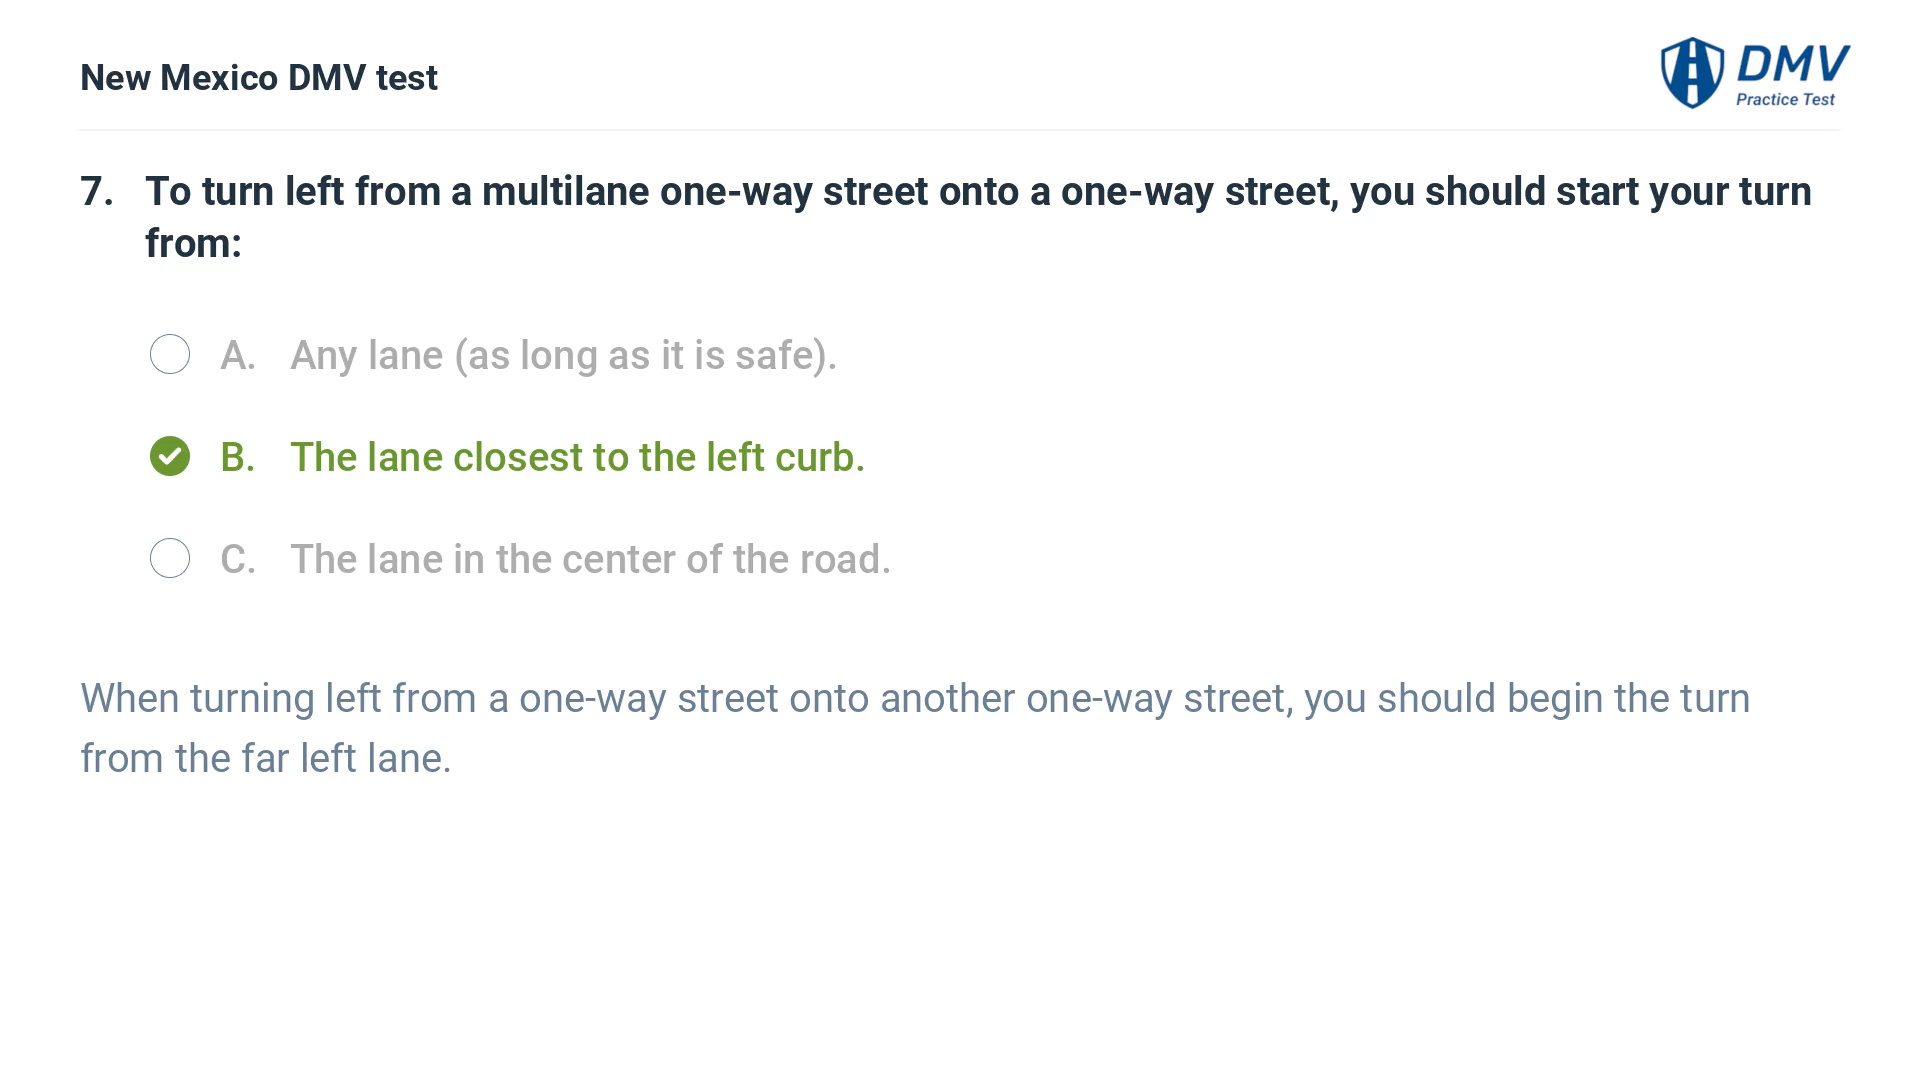 New Mexico DMV test
DMV
Practice Test
7. To turn left from a multilane one-way street onto a one-way street, you should start your turn
from:
A. Any lane (as long as it is safe).
B. The lane closest to the left curb.
C. The lane in the center of the road.
When turning left from a one-way street onto another one-way street, you should begin the turn
from the far left lane.